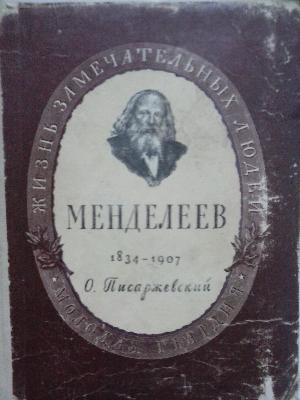 ЖИЗНЬ ЗАМЕЧАТЕЛЬНЫХ ЛЮДЕЙ
МЕНДЕЛЕЕВ
1834-1907
О. Писаржевский
МОЛОДАЯ ГВАРДИЯ